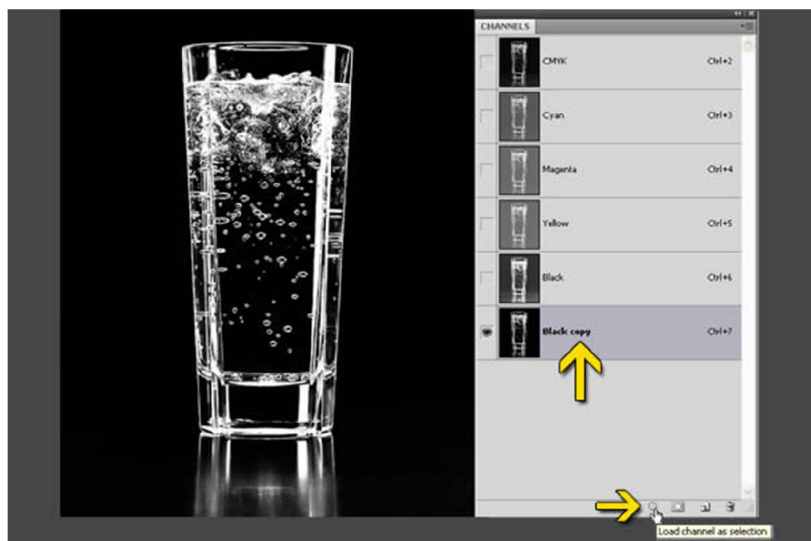 CHANNELS
CMYK Ctrl+2
Cyan Ctrl+3
Magenta Ctrl+4
Yellow Ctrl+5
Black Ctrl+6
Black copy Ctrl+7
Load channel as selection